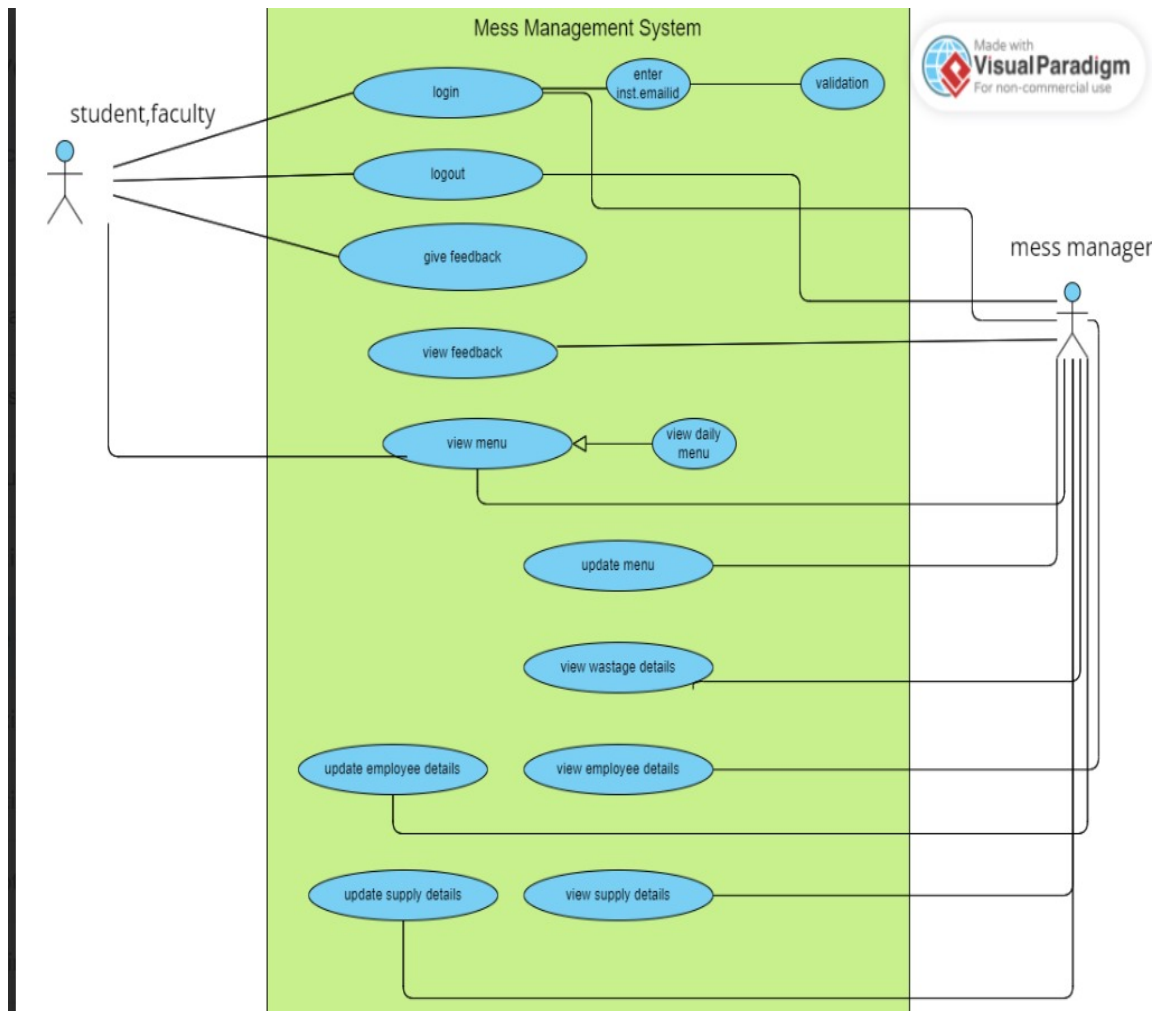 Mess Management System
Made with
Visual Paradigm
For non-commercial use
student,faculty
login
enter
inst.emailid
validation
logout
give feedback
mess manager
view feedback
view menu
view daily
menu
update menu
view wastage details
update employee details
view employee details
update supply details
view supply details